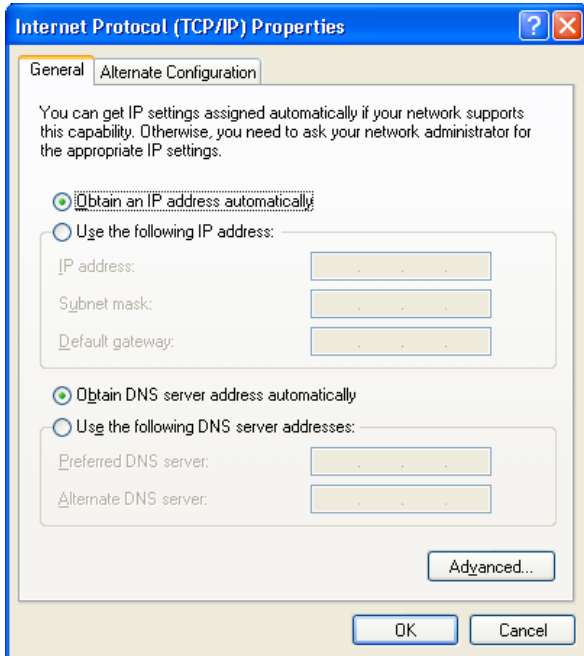 Internet Protocol (TCP/IP) Properties
General
Alternate Configuration
You can get IP settings assigned automatically if your network supports
this capability. Otherwise, you need to ask your network administrator for
the appropriate IP settings.
Obtain an IP address automatically
Use the following IP address:
IP address:
Subnet mask:
Default gateway:
Obtain DNS server address automatically
Use the following DNS server addresses:
Preferred DNS server:
Alternate DNS server:
Advanced...
OK
Cancel